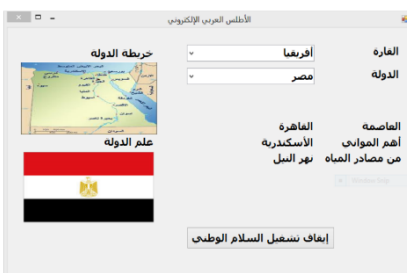 الأطلس العربي الإلكتروني
القارة أفريقيا
الدولة مصر
خريطة الدولة
العاصمة القاهرة
أهم المواني الأسكندرية
من مصادر المياه نهر النيل
علم الدولة
إيقاف تشغيل السلام الوطني